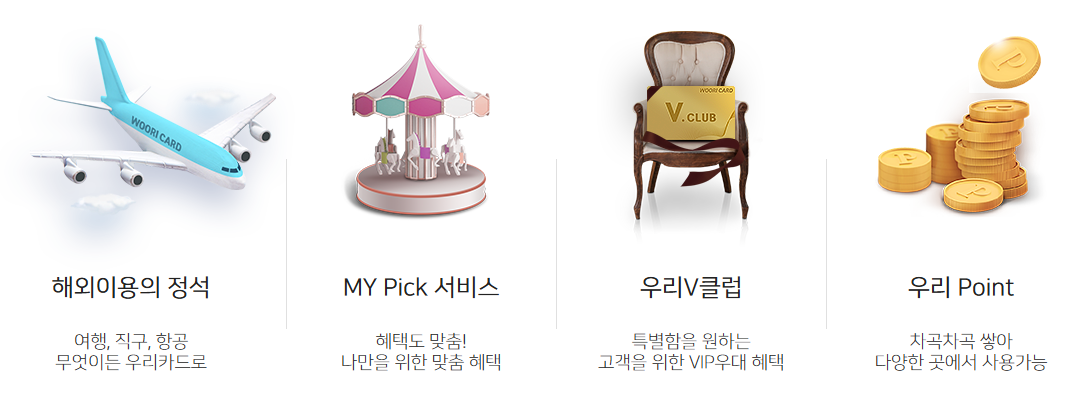 WOORI CARD
WOORI CARD
V.CLUB
해외이용의 정석
여행, 직구, 항공
무엇이든 우리카드로
MY Pick 서비스
혜택도 맞춤!
나만을 위한 맞춤 혜택
우리V클럽
특별함을 원하는
고객을 위한 VIP우대 혜택
우리 Point
차곡차곡 쌓아
다양한 곳에서 사용가능